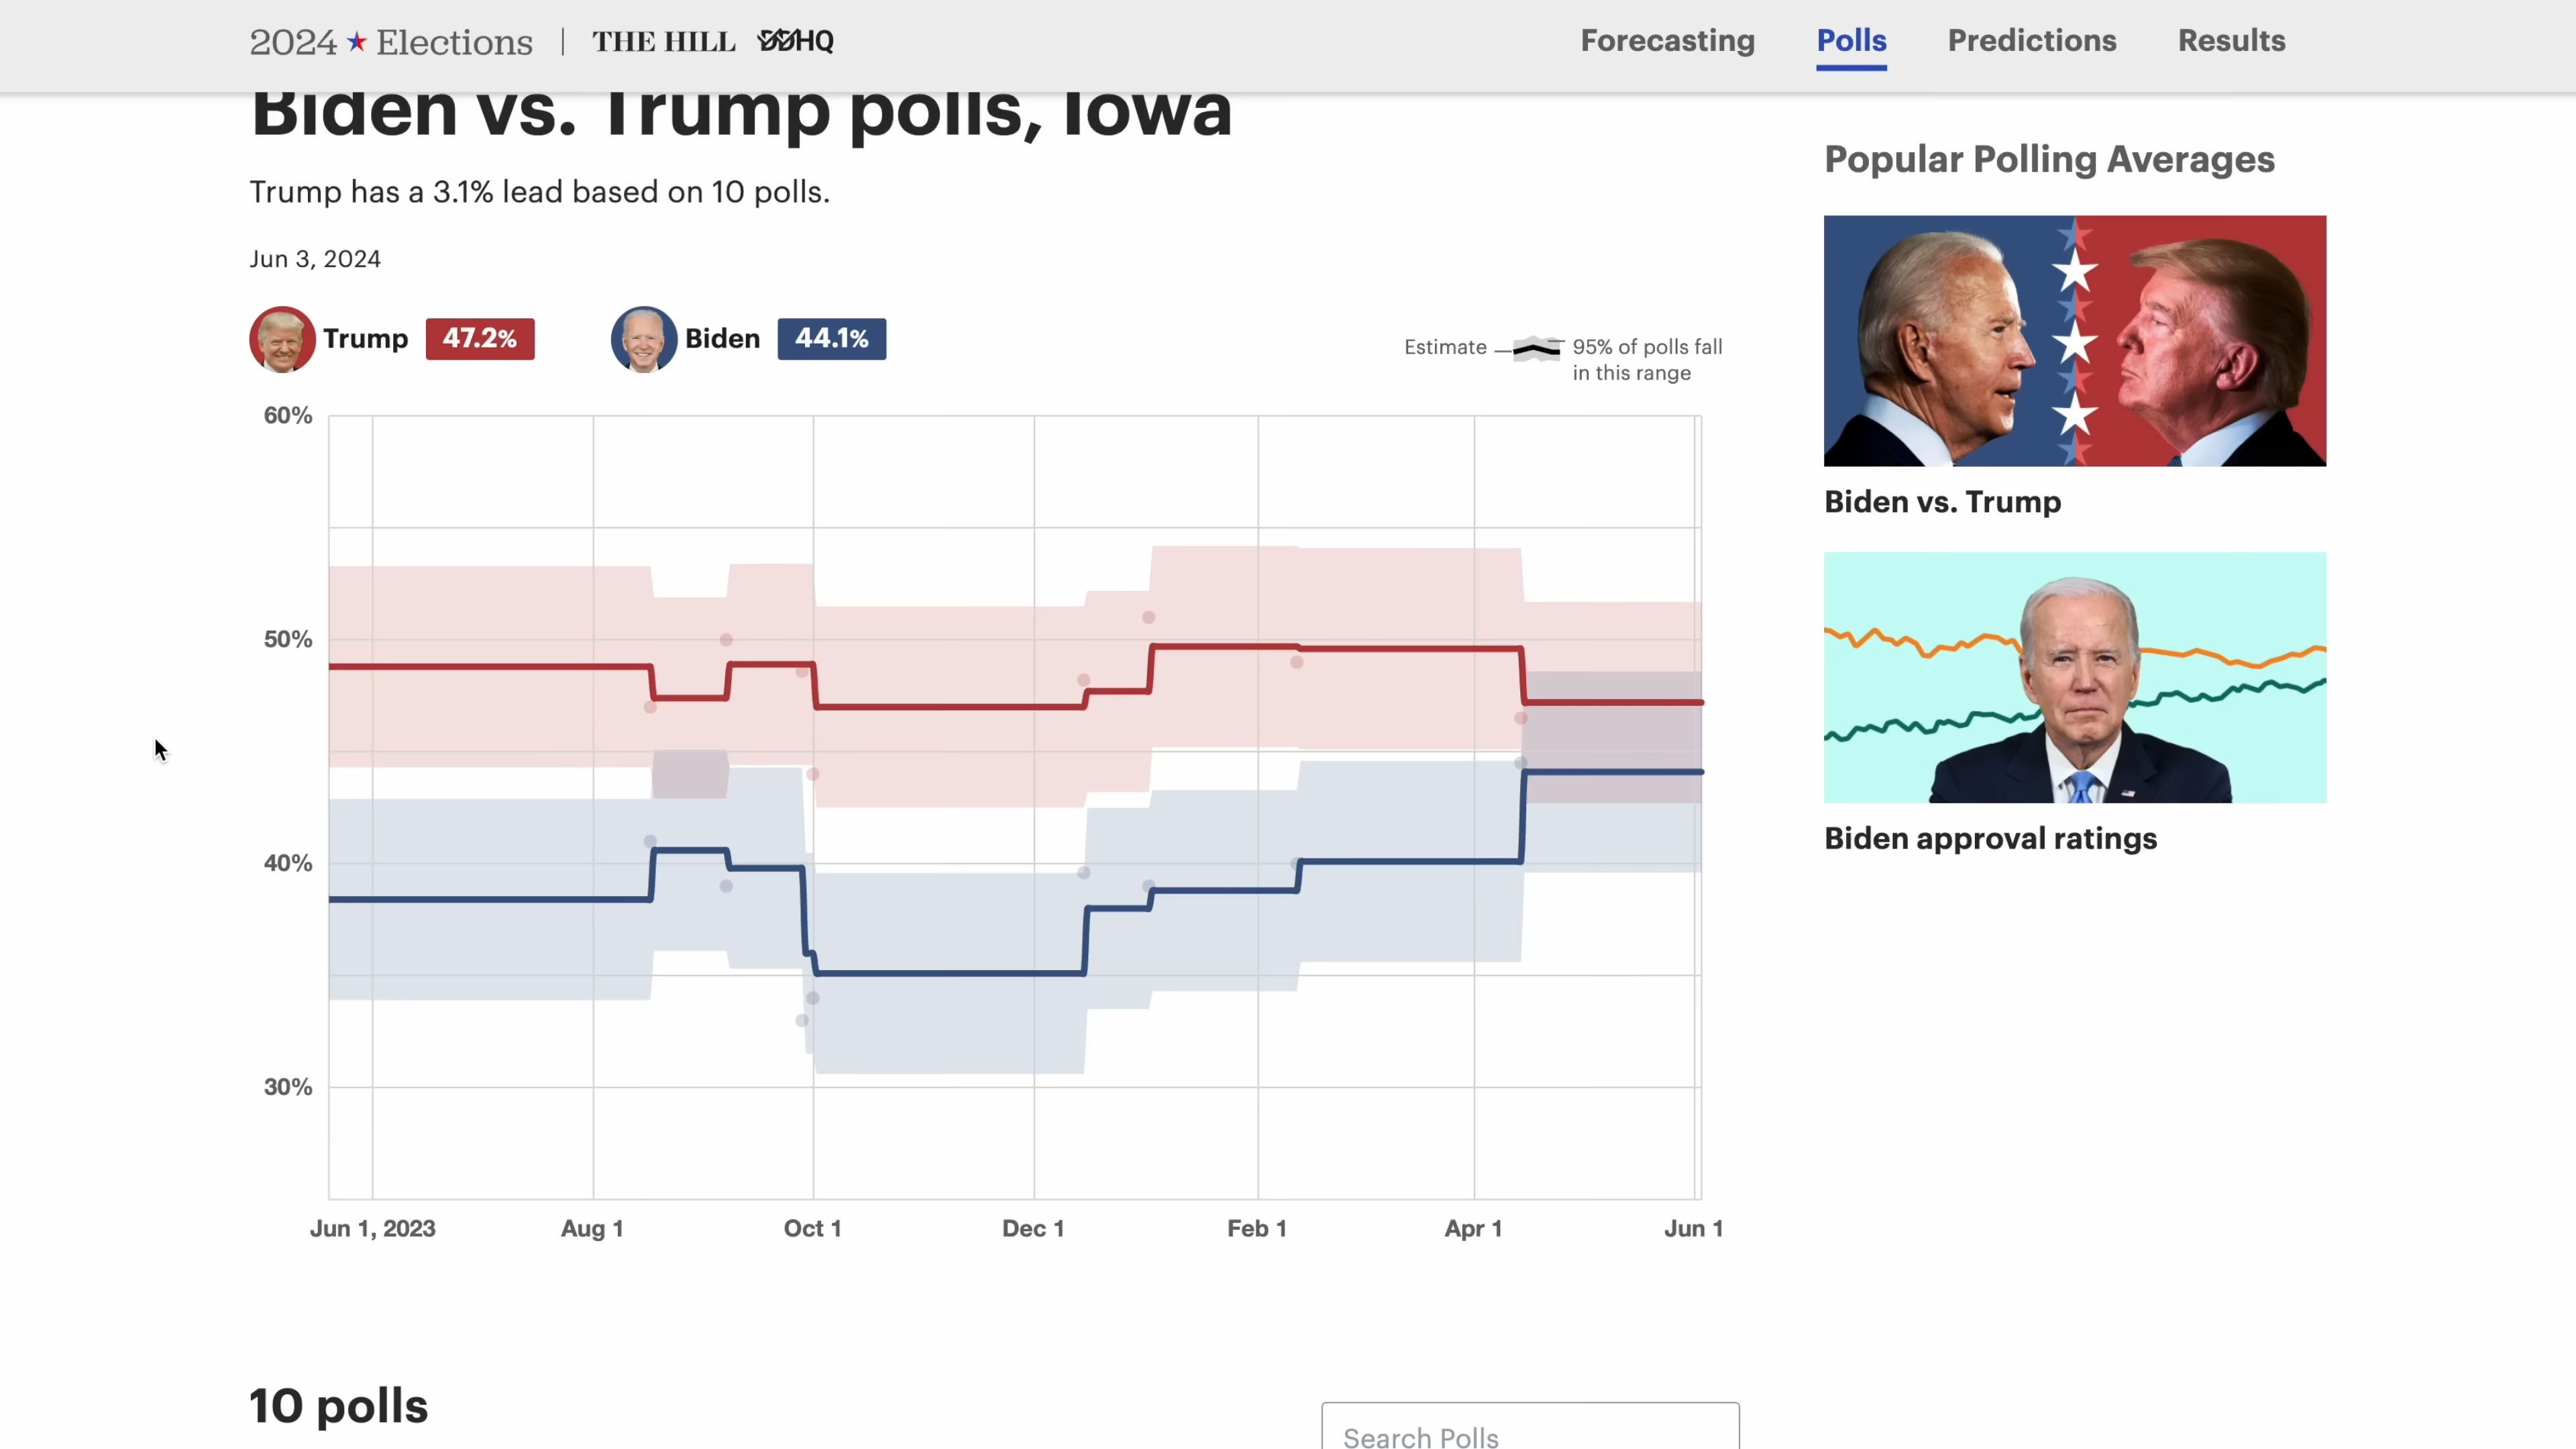 2024 Elections | THE HILL DDHQ
Forecasting Polls Predictions Results
Biden vs. Trump polls, Iowa
Trump has a 3.1% lead based on 10 polls.
Jun 3, 2024
Trump 47.2% Biden 44.1%
Estimate 95% of polls fall
in this range
60%
50%
40%
30%
Jun 1, 2023 Aug 1 Oct 1 Dec 1 Feb 1 Apr 1 Jun 1
10 polls
Search Polls
Popular Polling Averages
Biden vs. Trump
Biden approval ratings